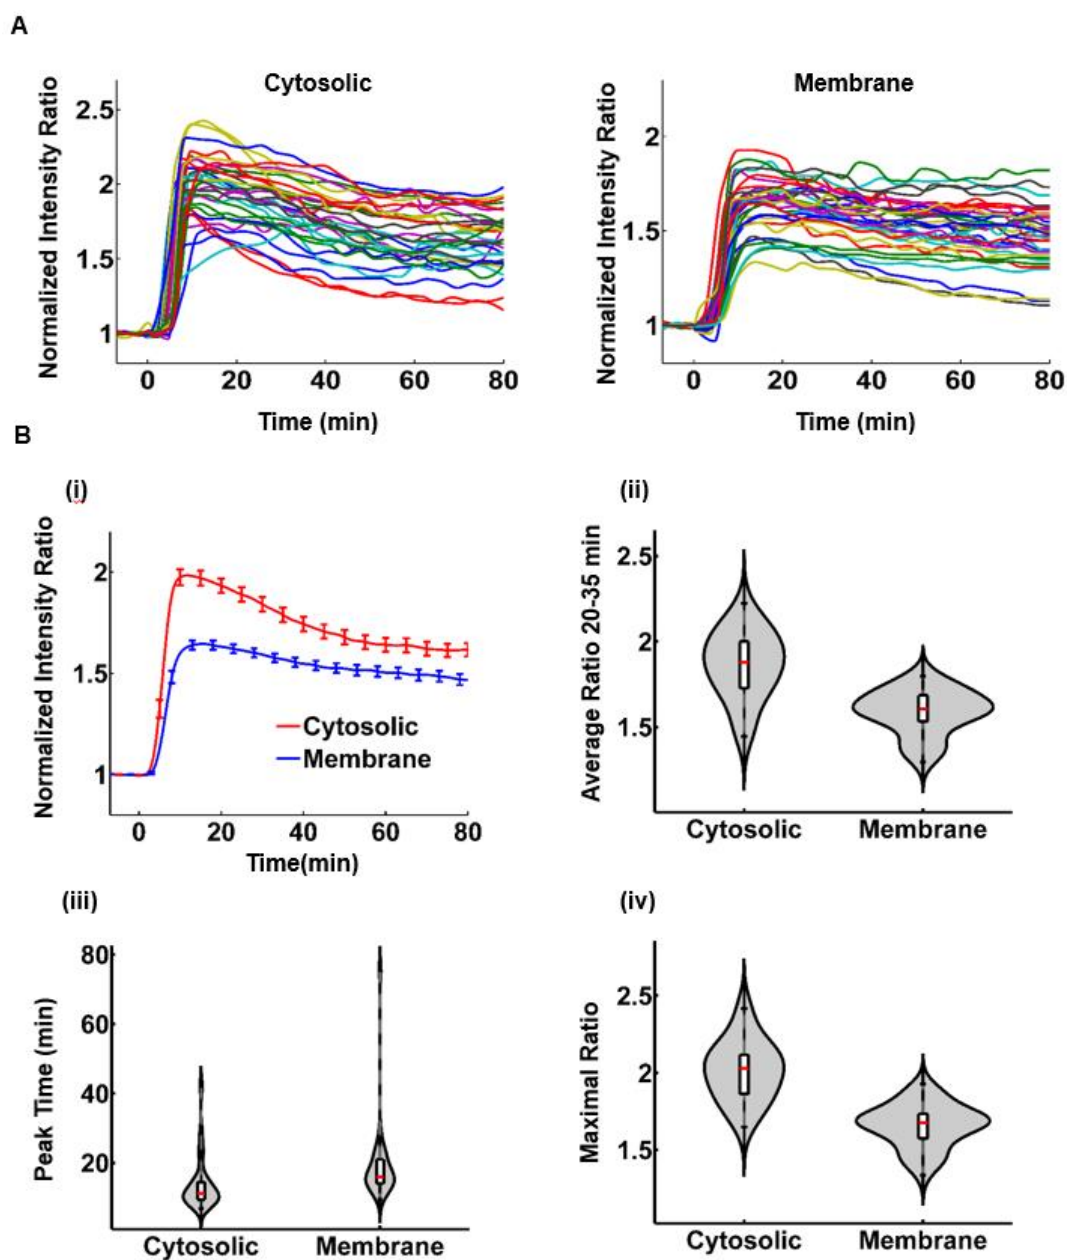 A
Cytosolic
Membrane
Normalized Intensity Ratio
2.5
2
1.5
1
0 20 40 60 80
Time (min)
Normalized Intensity Ratio
2
1.5
1
0 20 40 60 80
Time (min)
B
(i)
Normalized Intensity Ratio
2
1.5
1
Cytosolic
Membrane
0 20 40 60 80
Time(min)
(ii)
Average Ratio 20-35 min
2.5
2
1.5
Cytosolic Membrane
(iii)
Peak Time (min)
80
60
40
20
Cytosolic Membrane
(iv)
Maximal Ratio
2.5
2
1.5
Cytosolic Membrane